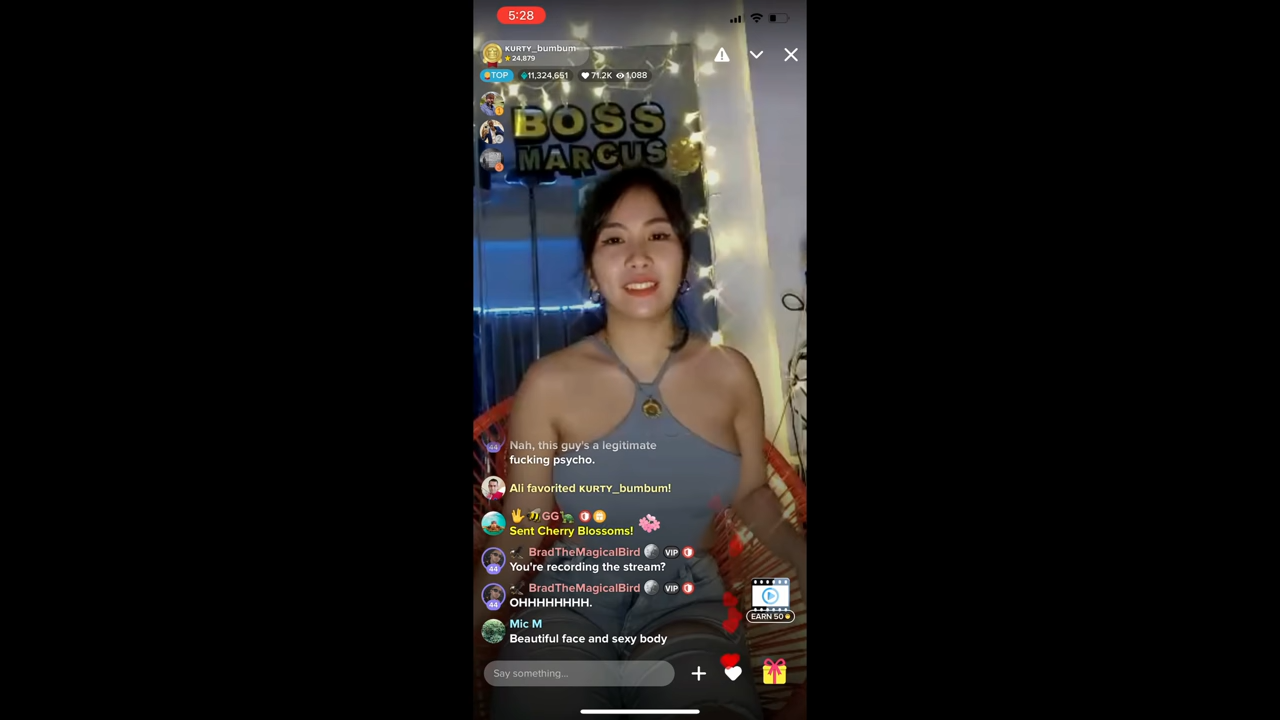 5:28
KURTY_bumbum
24,879
TOP 11,324,651 71.2K 1,088
BOSS
MARCUS
Nah, this guy's a legitimate
fucking psycho.
Ali favorited KURTY_bumbum!
GG
Sent Cherry Blossoms!
BradTheMagicalBird VIP
44 You're recording the stream?
BradTheMagicalBird VIP
44 OHHHHHHHH.
Mic M
Beautiful face and sexy body
EARN 50
Say something...